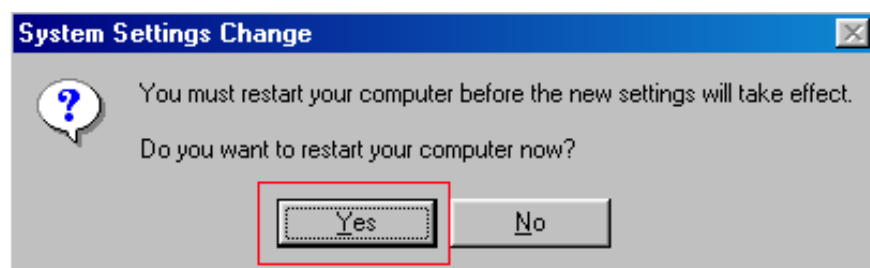 System Settings Change
You must restart your computer before the new settings will take effect.
Do you want to restart your computer now?
Yes No